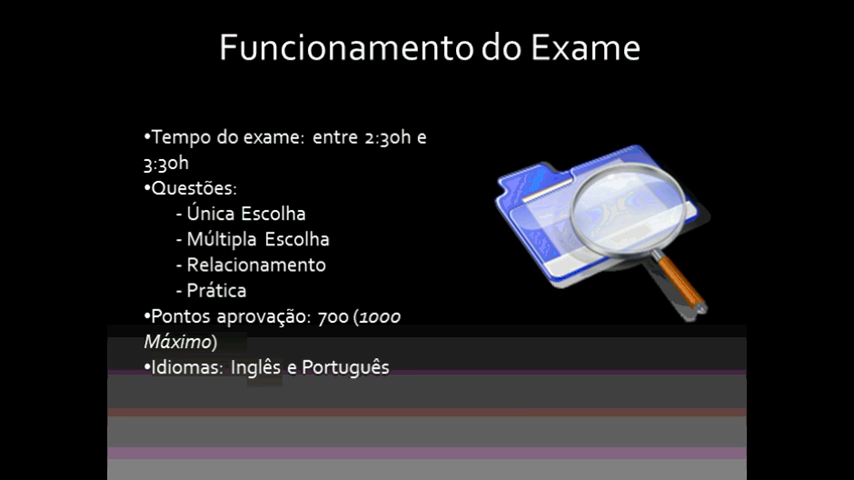 Funcionamento do Exame
•Tempo do exame: entre 2:30h e
3:30h
•Questões:
- Única Escolha
- Múltipla Escolha
- Relacionamento
- Prática
•Pontos aprovação: 700 (1000
Máximo)
•Idiomas: Inglês e Português